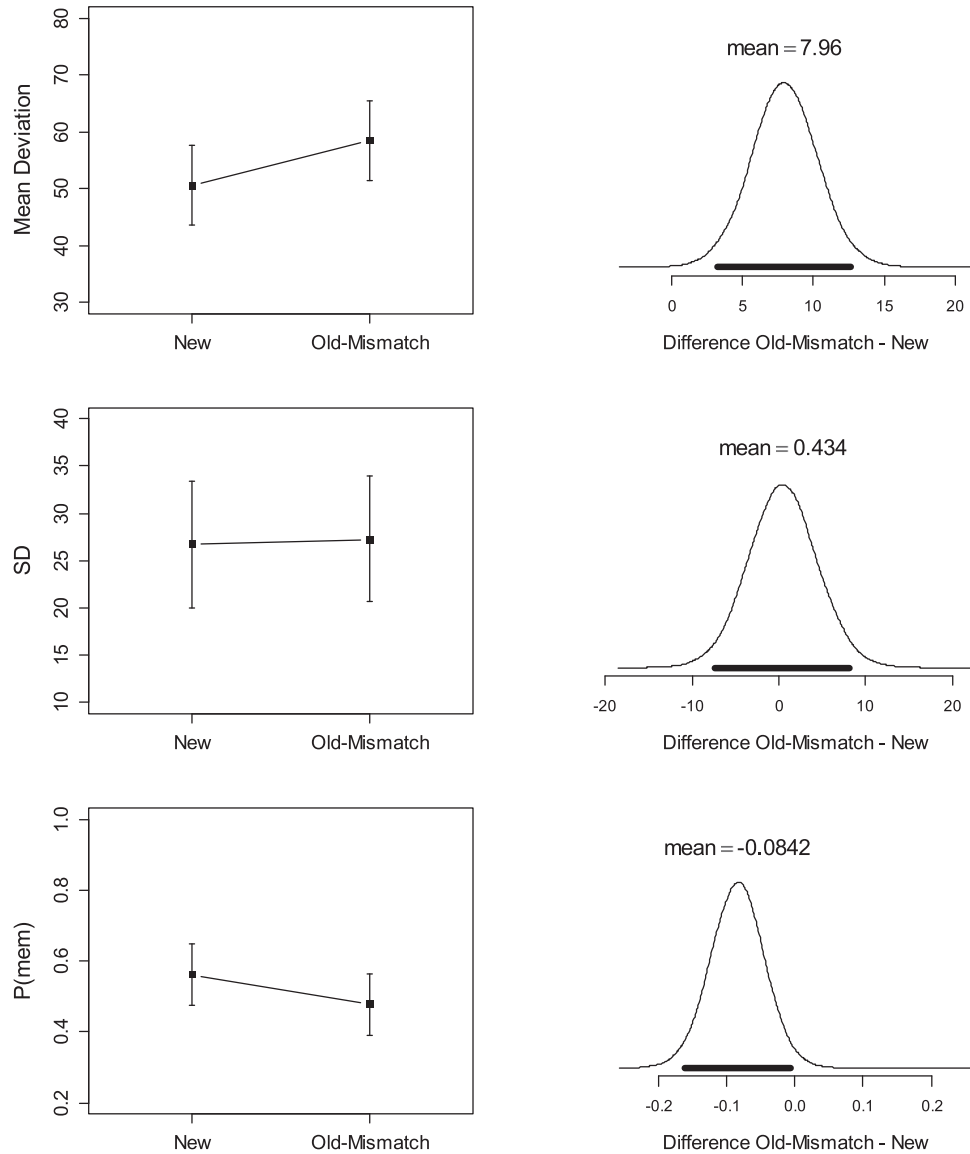 Mean Deviation
80
70
60
50
40
30
New Old-Mismatch
mean = 7.96
0 5 10 15 20
Difference Old-Mismatch - New
SD
40
35
30
25
20
15
10
New Old-Mismatch
mean = 0.434
-20 -10 0 10 20
Difference Old-Mismatch - New
P(mem)
1.0
0.8
0.6
0.4
0.2
New Old-Mismatch
mean = -0.0842
-0.2 -0.1 0.0 0.1 0.2
Difference Old-Mismatch - New